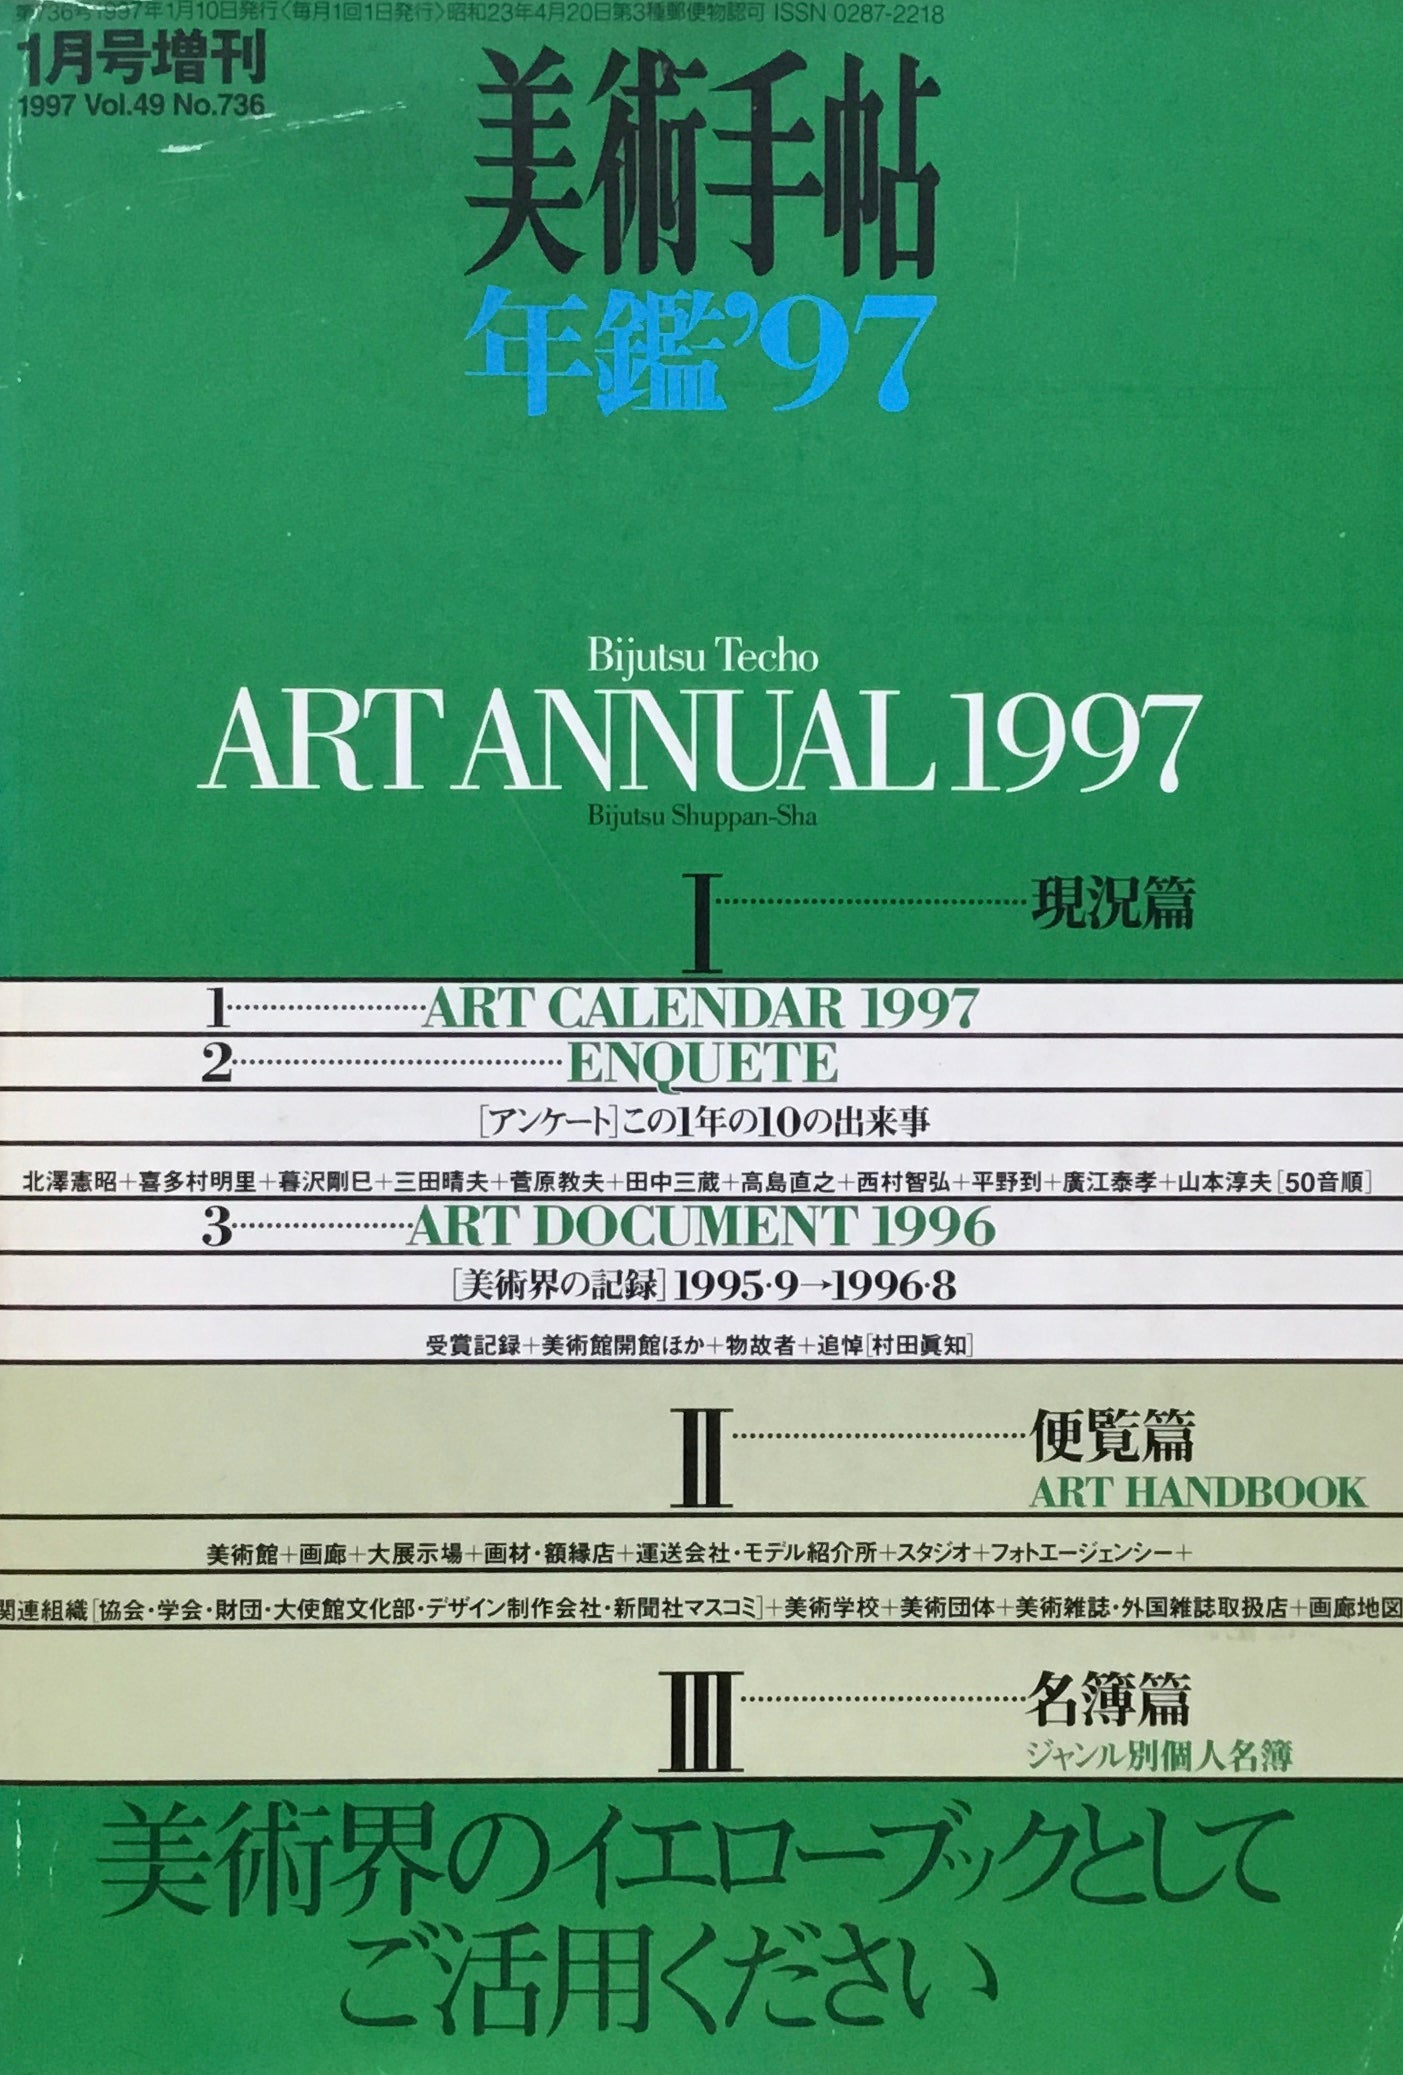 第736号1997年1月10日発行〈毎月1回1日発行〉昭和23年4月20日第3種郵便物認可 ISSN 0287-2218
1月号増刊
1997 Vol.49 No.736
美術手帖
年鑑’97
Bijutsu Techo
ART ANNUAL 1997
Bijutsu Shuppan-Sha
I……………………………現況篇
1…………………ART CALENDAR 1997
2……………………………ENQUETE
[アンケート]この1年の10の出来事
北澤憲昭+喜多村明里+暮沢剛巳+三田晴夫+菅原教夫+田中三蔵+高島直之+西村智弘+平野到+廣江泰孝+山本淳夫[50音順]
3………………ART DOCUMENT 1996
[美術界の記録]1995・9→1996・8
受賞記録+美術館開館ほか+物故者+追悼[村田眞知]
II……………………………便覧篇
ART HANDBOOK
美術館+画廊+大展示場+画材・額縁店+運送会社・モデル紹介所+スタジオ+フォトエージェンシー+
関連組織[協会・学会・財団・大使館文化部・デザイン制作会社・新聞社マスコミ]+美術学校+美術団体+美術雑誌・外国雑誌取扱店+画廊地図
III……………………………名簿篇
ジャンル別個人名簿
美術界のイエローブックとして
ご活用ください